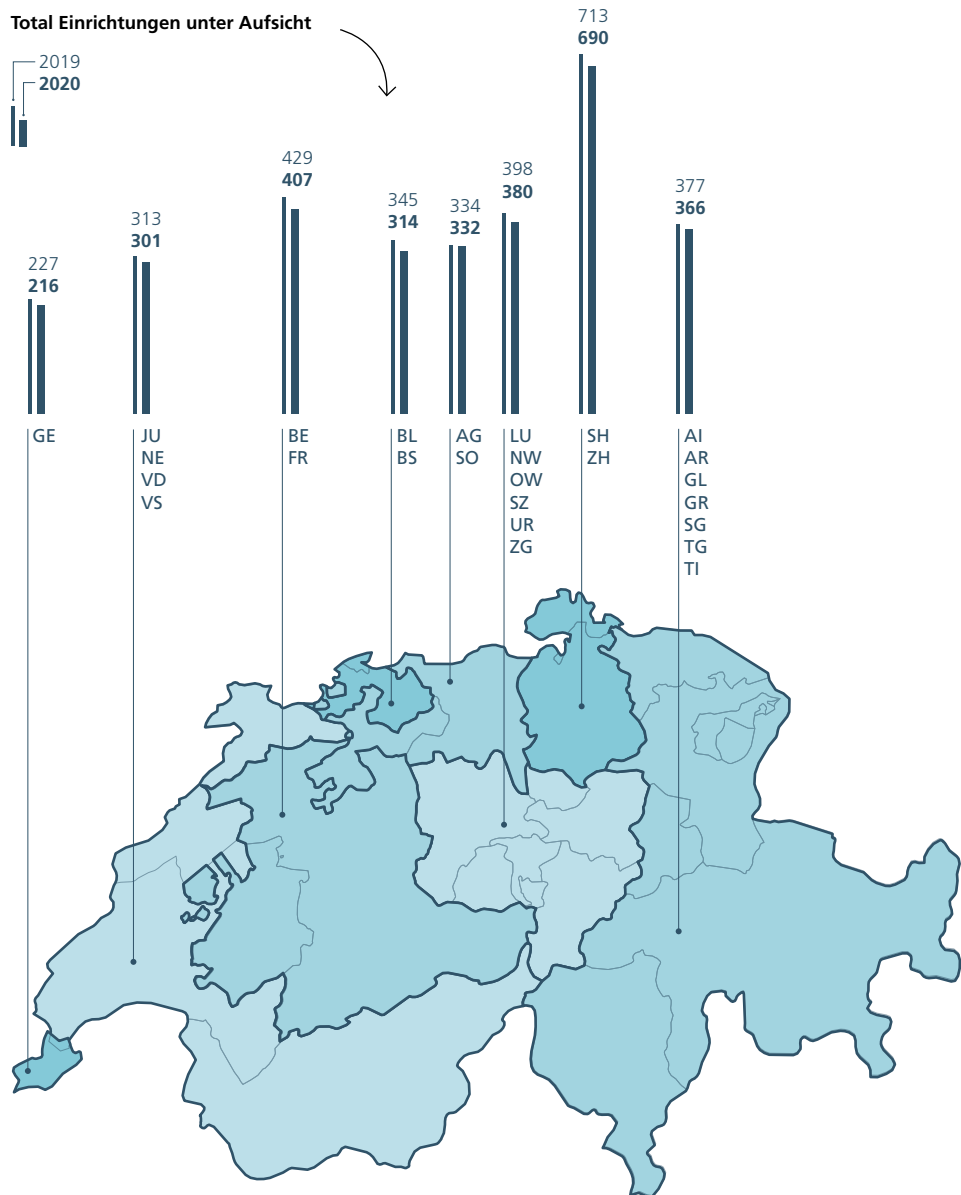 Total Einrichtungen unter Aufsicht
2019
2020
227
216
313
301
429
407
345
314
334
332
398
380
713
690
377
366
GE
JU
NE
VD
VS
BE
FR
BL
BS
AG
SO
LU
NW
OW
SZ
UR
ZG
SH
ZH
AI
AR
GL
GR
SG
TG
TI